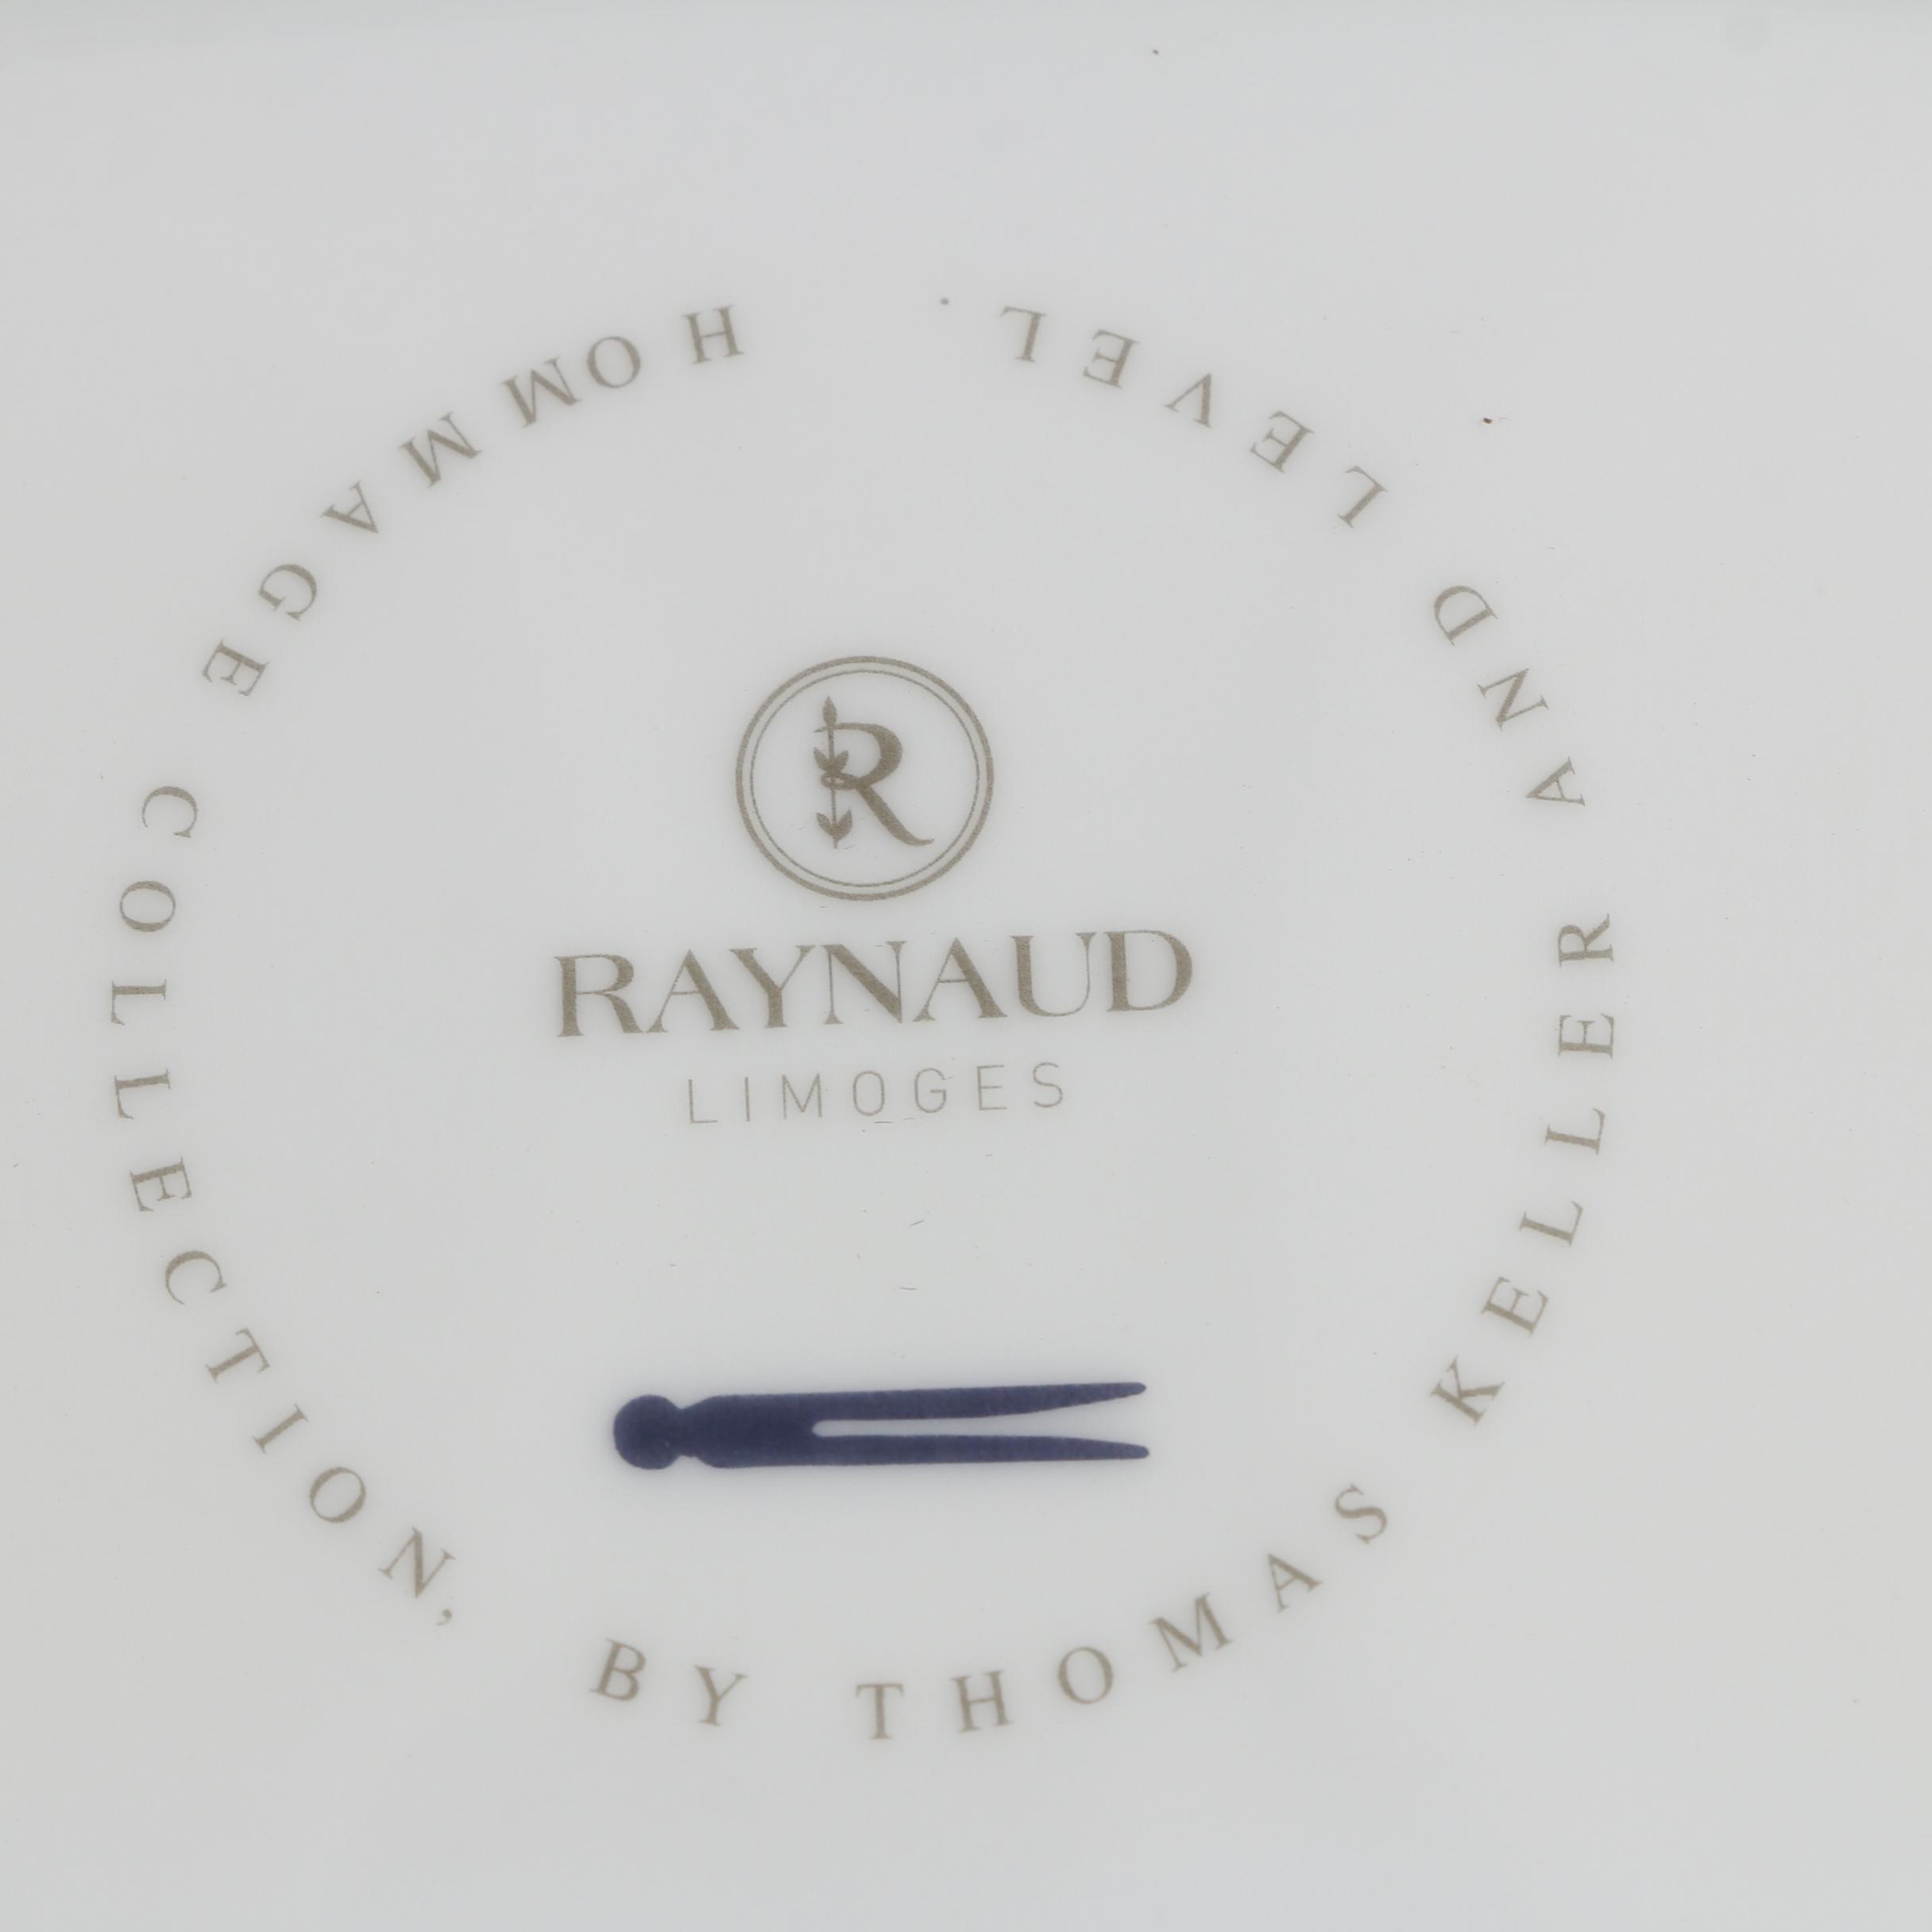 HOMMAGE COLLECTION, BY THOMAS KELLER AND LEVEL
R
RAYNAUD
LIMOGES